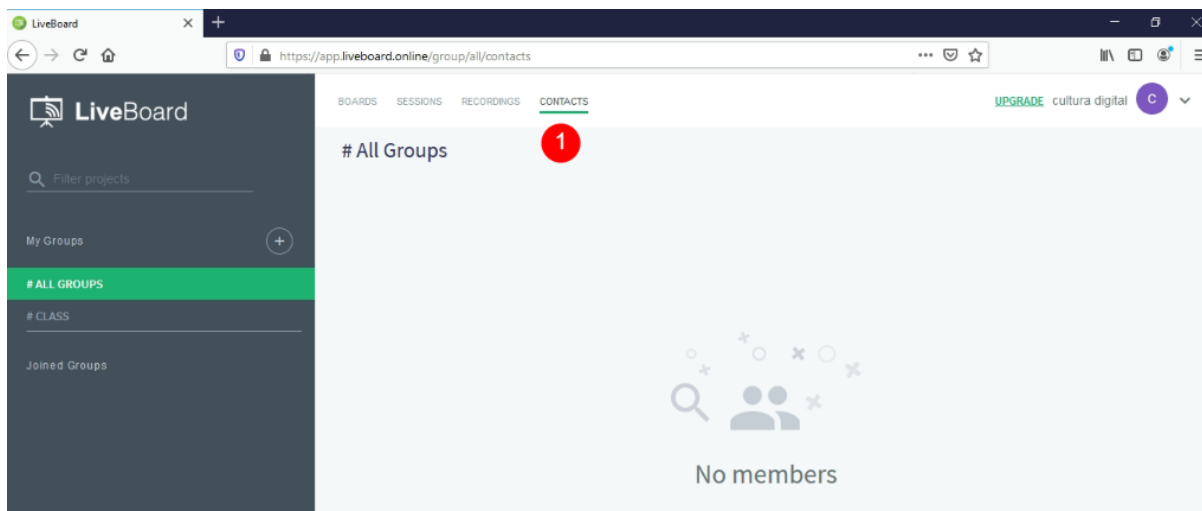 LiveBoard
https://app.liveboard.online/group/all/contacts
LiveBoard
BOARDS SESSIONS RECORDINGS CONTACTS
UPGRADE cultura digital C
1
# All Groups
Filter projects
My Groups
# ALL GROUPS
# CLASS
Joined Groups
No members